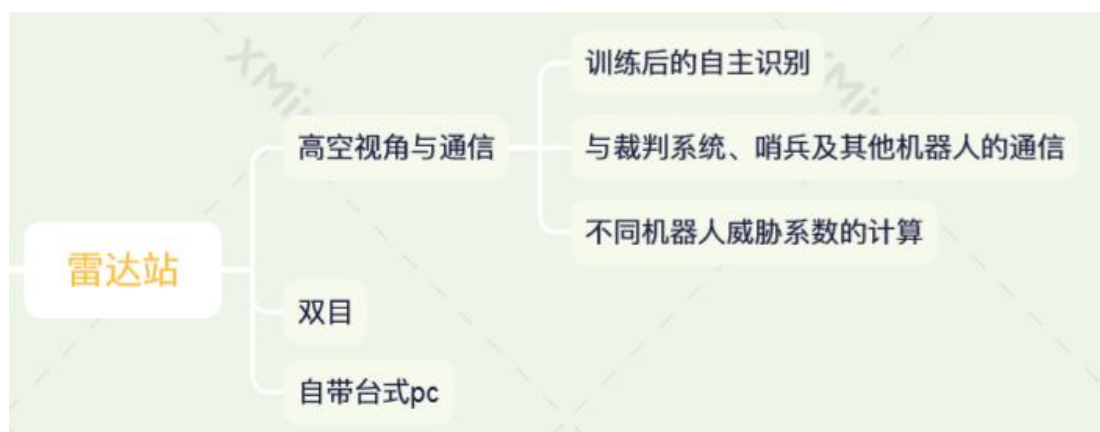 雷达站
高空视角与通信
训练后的自主识别
与裁判系统、哨兵及其他机器人的通信
不同机器人威胁系数的计算
双目
自带台式pc